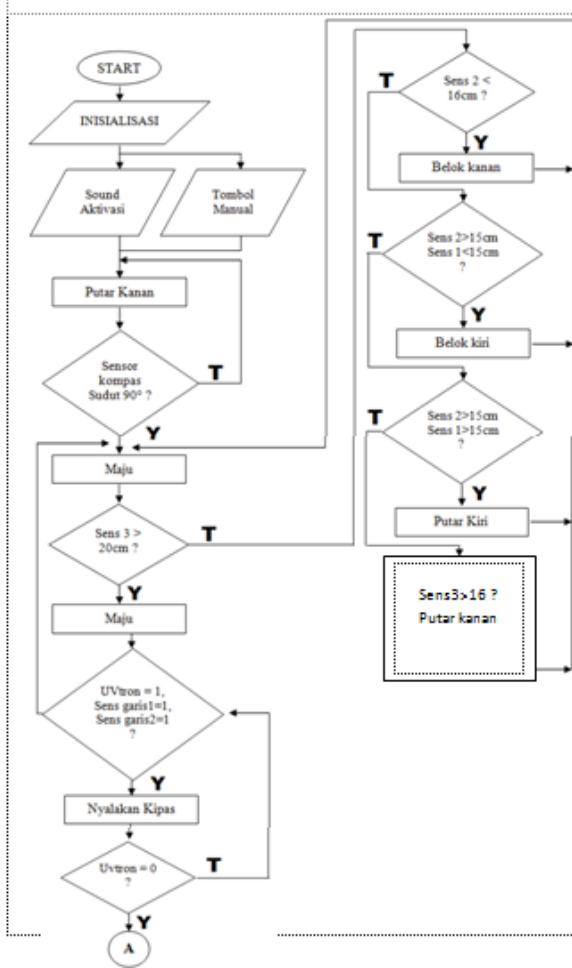 START
INISIALISASI
Sound
Aktivasi
Tombol
Manual
Putar Kanan
Sensor
kompas
Sudut 90° ?
T
Y
Maju
Sens 3 >
20cm ?
T
Y
Maju
UVtron = 1,
Sens garis1=1,
Sens garis2=1
?
Y
Nyalakan Kipas
Uvtron = 0
?
T
Y
A
Sens 2 <
16cm ?
T
Y
Belok kanan
Sens 2>15cm
Sens 1<15cm
?
T
Y
Belok kiri
Sens 2>15cm
Sens 1>15cm
?
T
Y
Putar Kiri
Sens3>16 ?
Putar kanan